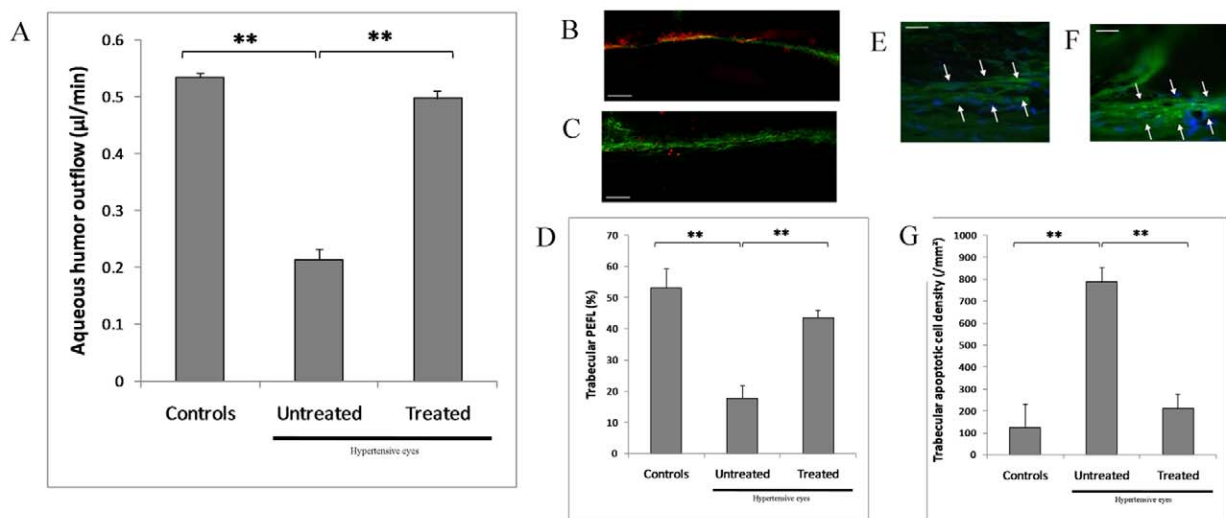 A
Aqueous humor outflow (µl/min)
0.6
0.5
0.4
0.3
0.2
0.1
0
** **
Controls Untreated Treated
Hypertensive eyes
B
C
E
F
D
Trabecular PEFL (%)
70
60
50
40
30
20
10
0
** **
Controls Untreated Treated
Hypertensive eyes
G
Trabecular apoptotic cell density (/mm²)
1000
900
800
700
600
500
400
300
200
100
0
** **
Controls Untreated Treated
Hypertensive eyes